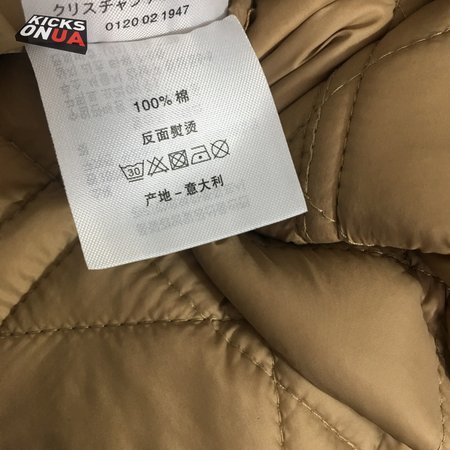 KICKS
ONUA
クリスチャン
0120 02 1947
100% 棉
反面熨烫
30
产地-意大利